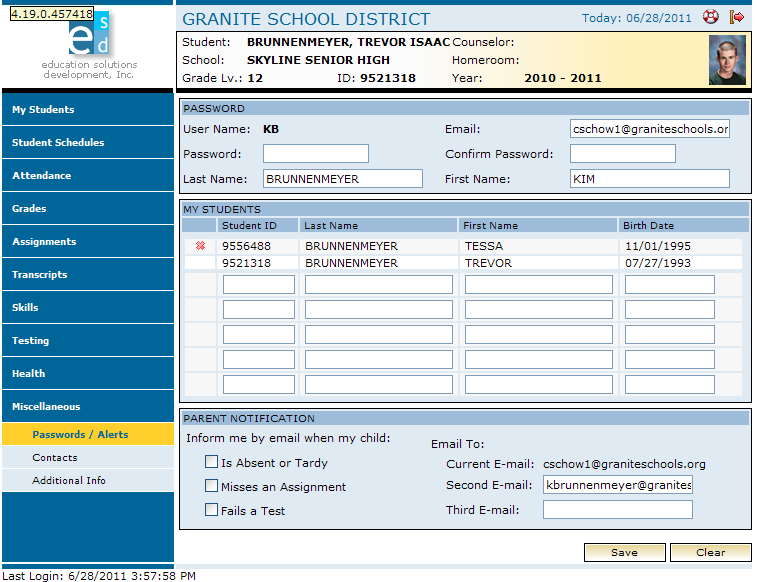 4.19.0.457418
es
d
education solutions
development, Inc.
GRANITE SCHOOL DISTRICT
Today: 06/28/2011
Student: BRUNNENMEYER, TREVOR ISAAC Counselor:
School: SKYLINE SENIOR HIGH Homeroom:
Grade Lv.: 12 ID: 9521318 Year: 2010 - 2011
My Students
Student Schedules
Attendance
Grades
Assignments
Transcripts
Skills
Testing
Health
Miscellaneous
Passwords / Alerts
Contacts
Additional Info
PASSWORD
User Name: KB Email: cschow1@graniteschools.or
Password: Confirm Password:
Last Name: BRUNNENMEYER First Name: KIM
MY STUDENTS
Student ID Last Name First Name Birth Date
9556488 BRUNNENMEYER TESSA 11/01/1995
9521318 BRUNNENMEYER TREVOR 07/27/1993
PARENT NOTIFICATION
Inform me by email when my child:
Is Absent or Tardy
Misses an Assignment
Fails a Test
Email To:
Current E-mail: cschow1@graniteschools.org
Second E-mail: kbrunnenmeyer@granites
Third E-mail:
Save Clear
Last Login: 6/28/2011 3:57:58 PM